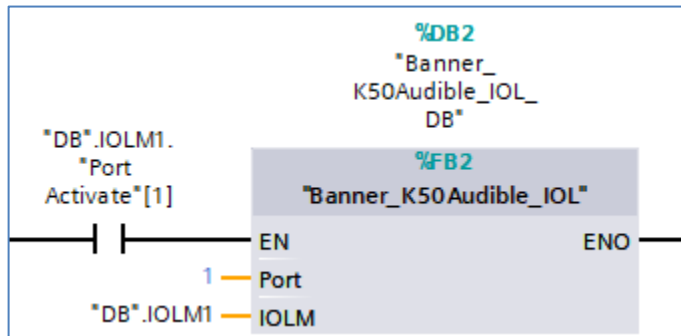 %DB2
"Banner_
K50Audible_IOL_
DB"
"DB".IOLM1.
"Port
Activate"[1]
%FB2
"Banner_K50Audible_IOL"
EN ENO
1 Port
"DB".IOLM1 IOLM